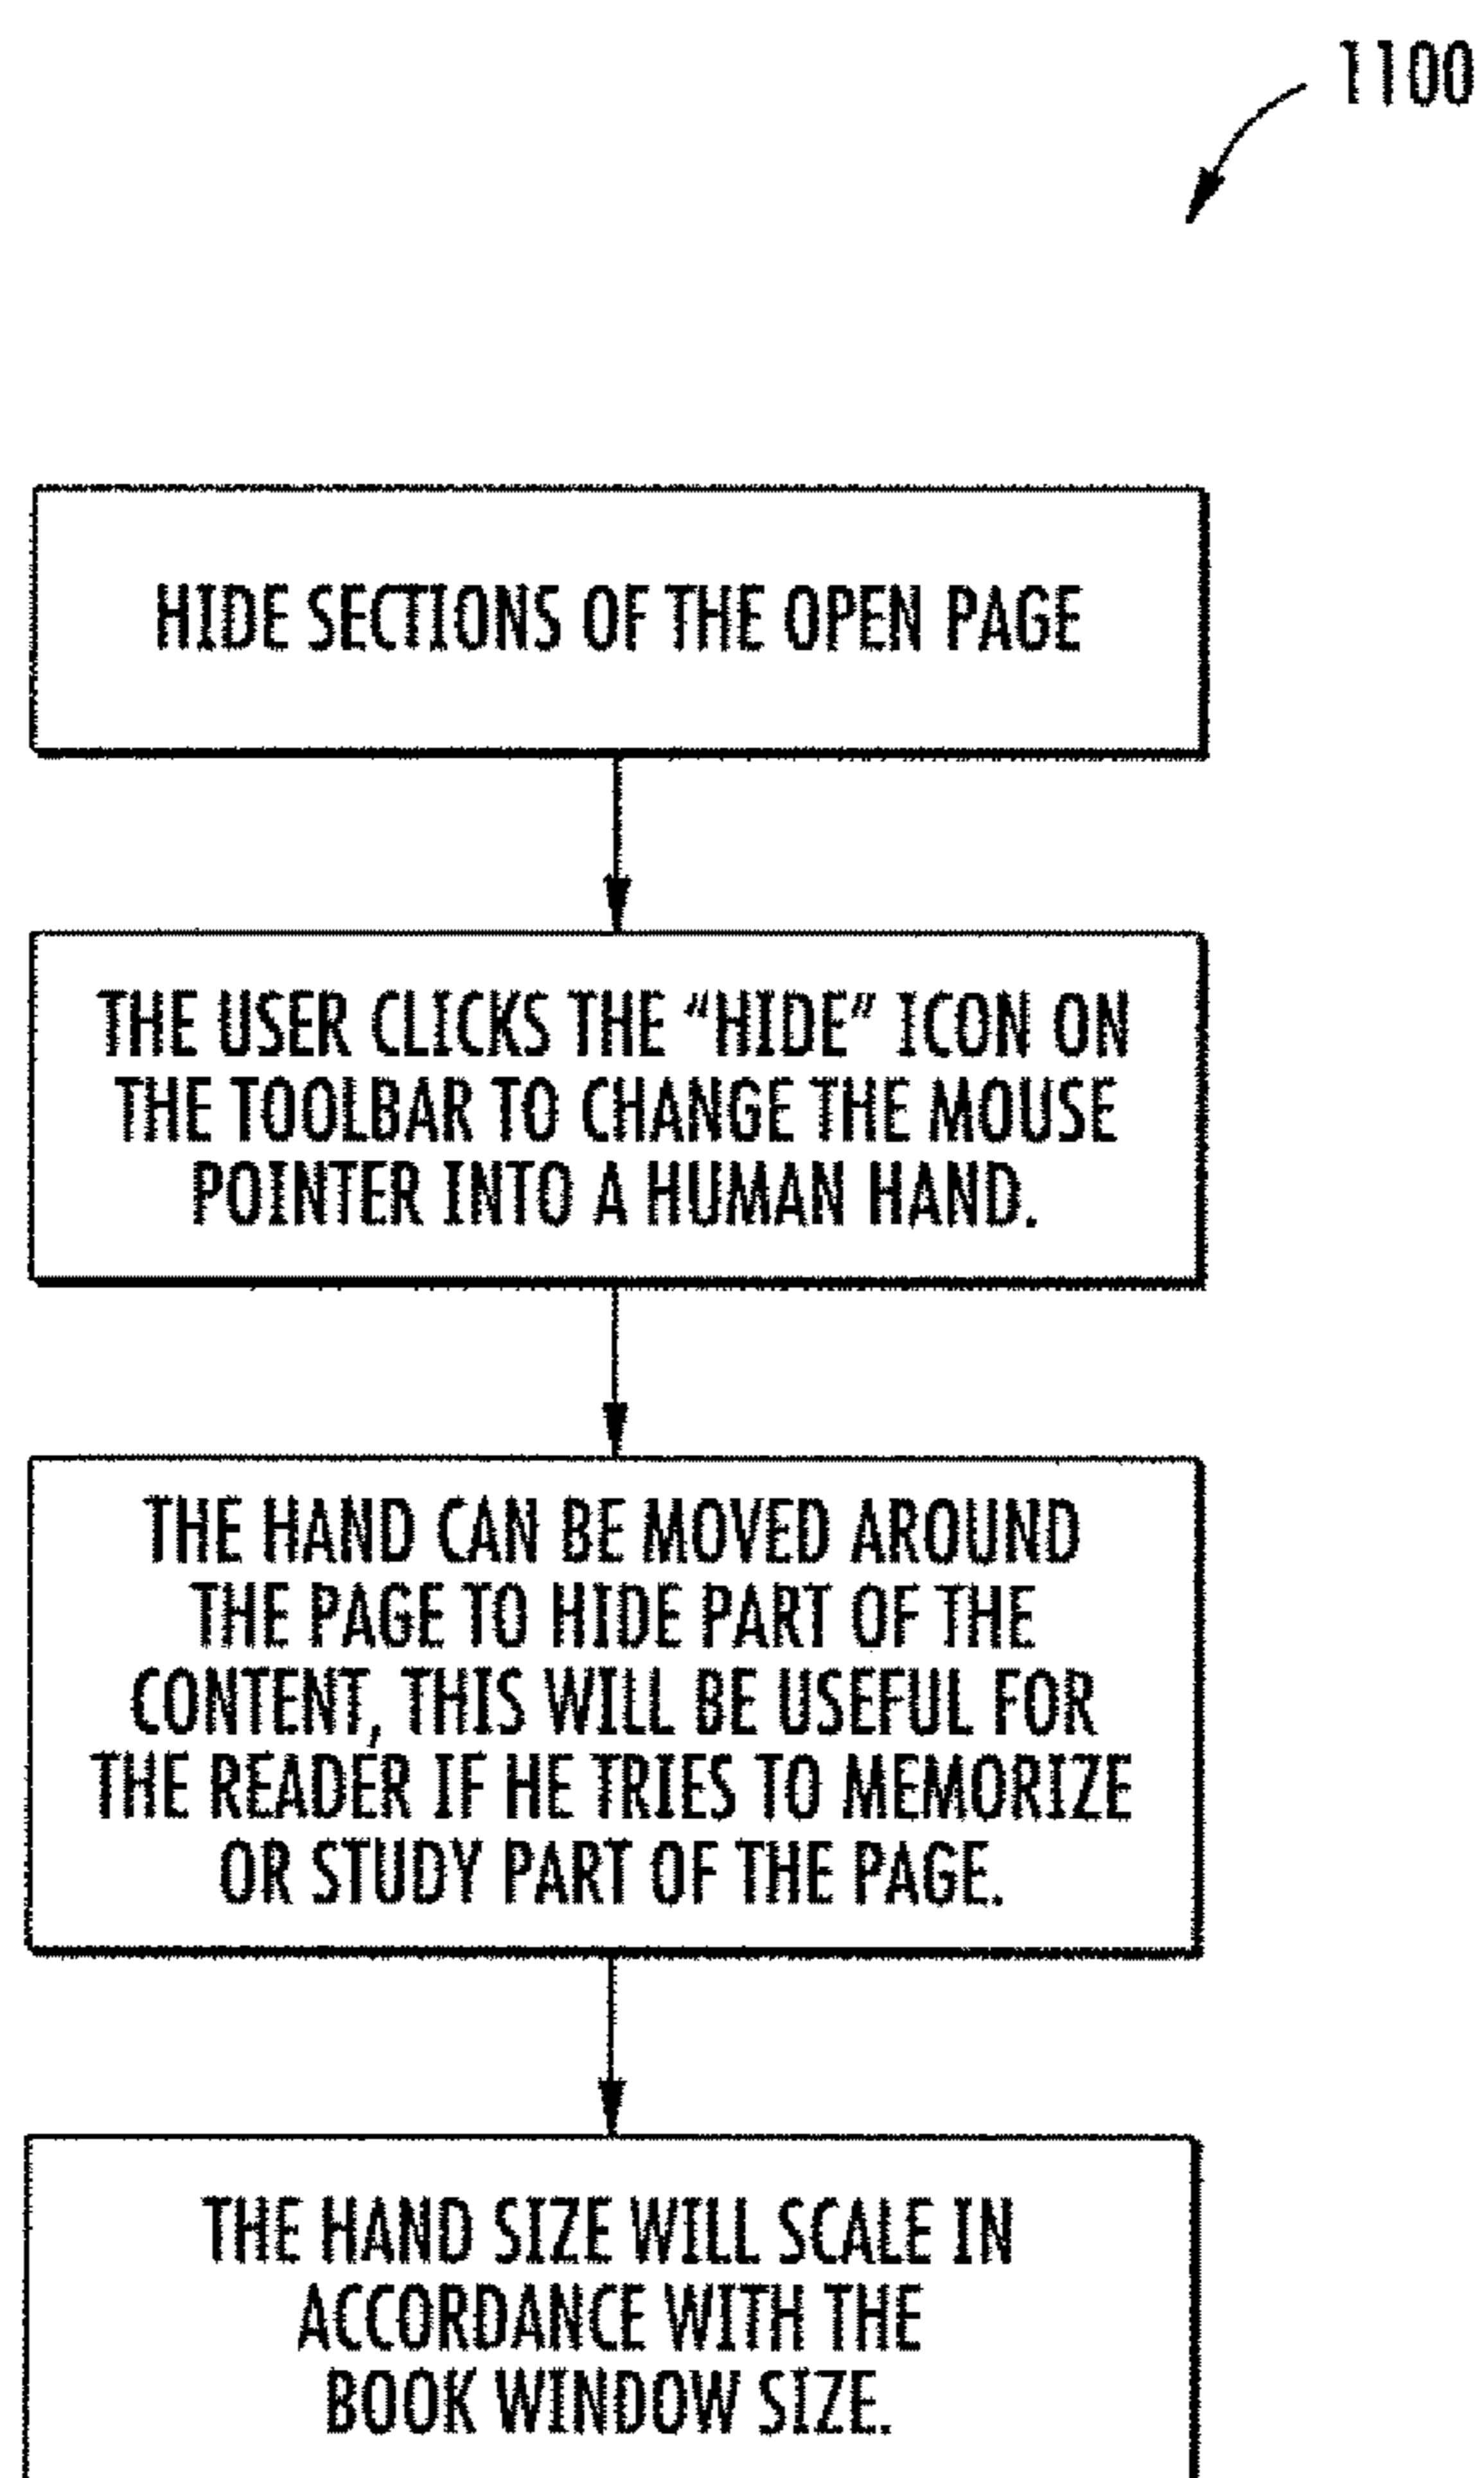 1100
HIDE SECTIONS OF THE OPEN PAGE
THE USER CLICKS THE “HIDE” ICON ON
THE TOOLBAR TO CHANGE THE MOUSE
POINTER INTO A HUMAN HAND.
THE HAND CAN BE MOVED AROUND
THE PAGE TO HIDE PART OF THE
CONTENT, THIS WILL BE USEFUL FOR
THE READER IF HE TRIES TO MEMORIZE
OR STUDY PART OF THE PAGE.
THE HAND SIZE WILL SCALE IN
ACCORDANCE WITH THE
BOOK WINDOW SIZE.